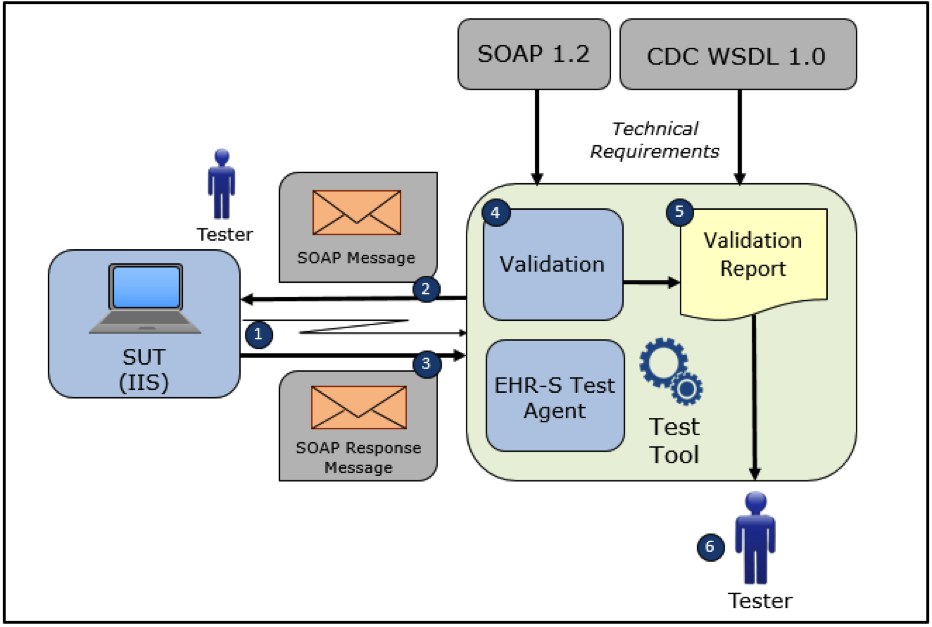 SOAP 1.2
CDC WSDL 1.0
Technical
Requirements
Tester
SOAP Message
2
4
Validation
5
Validation
Report
SUT
(IIS)
1
3
SOAP Response
Message
EHR-S Test
Agent
Test
Tool
6
Tester